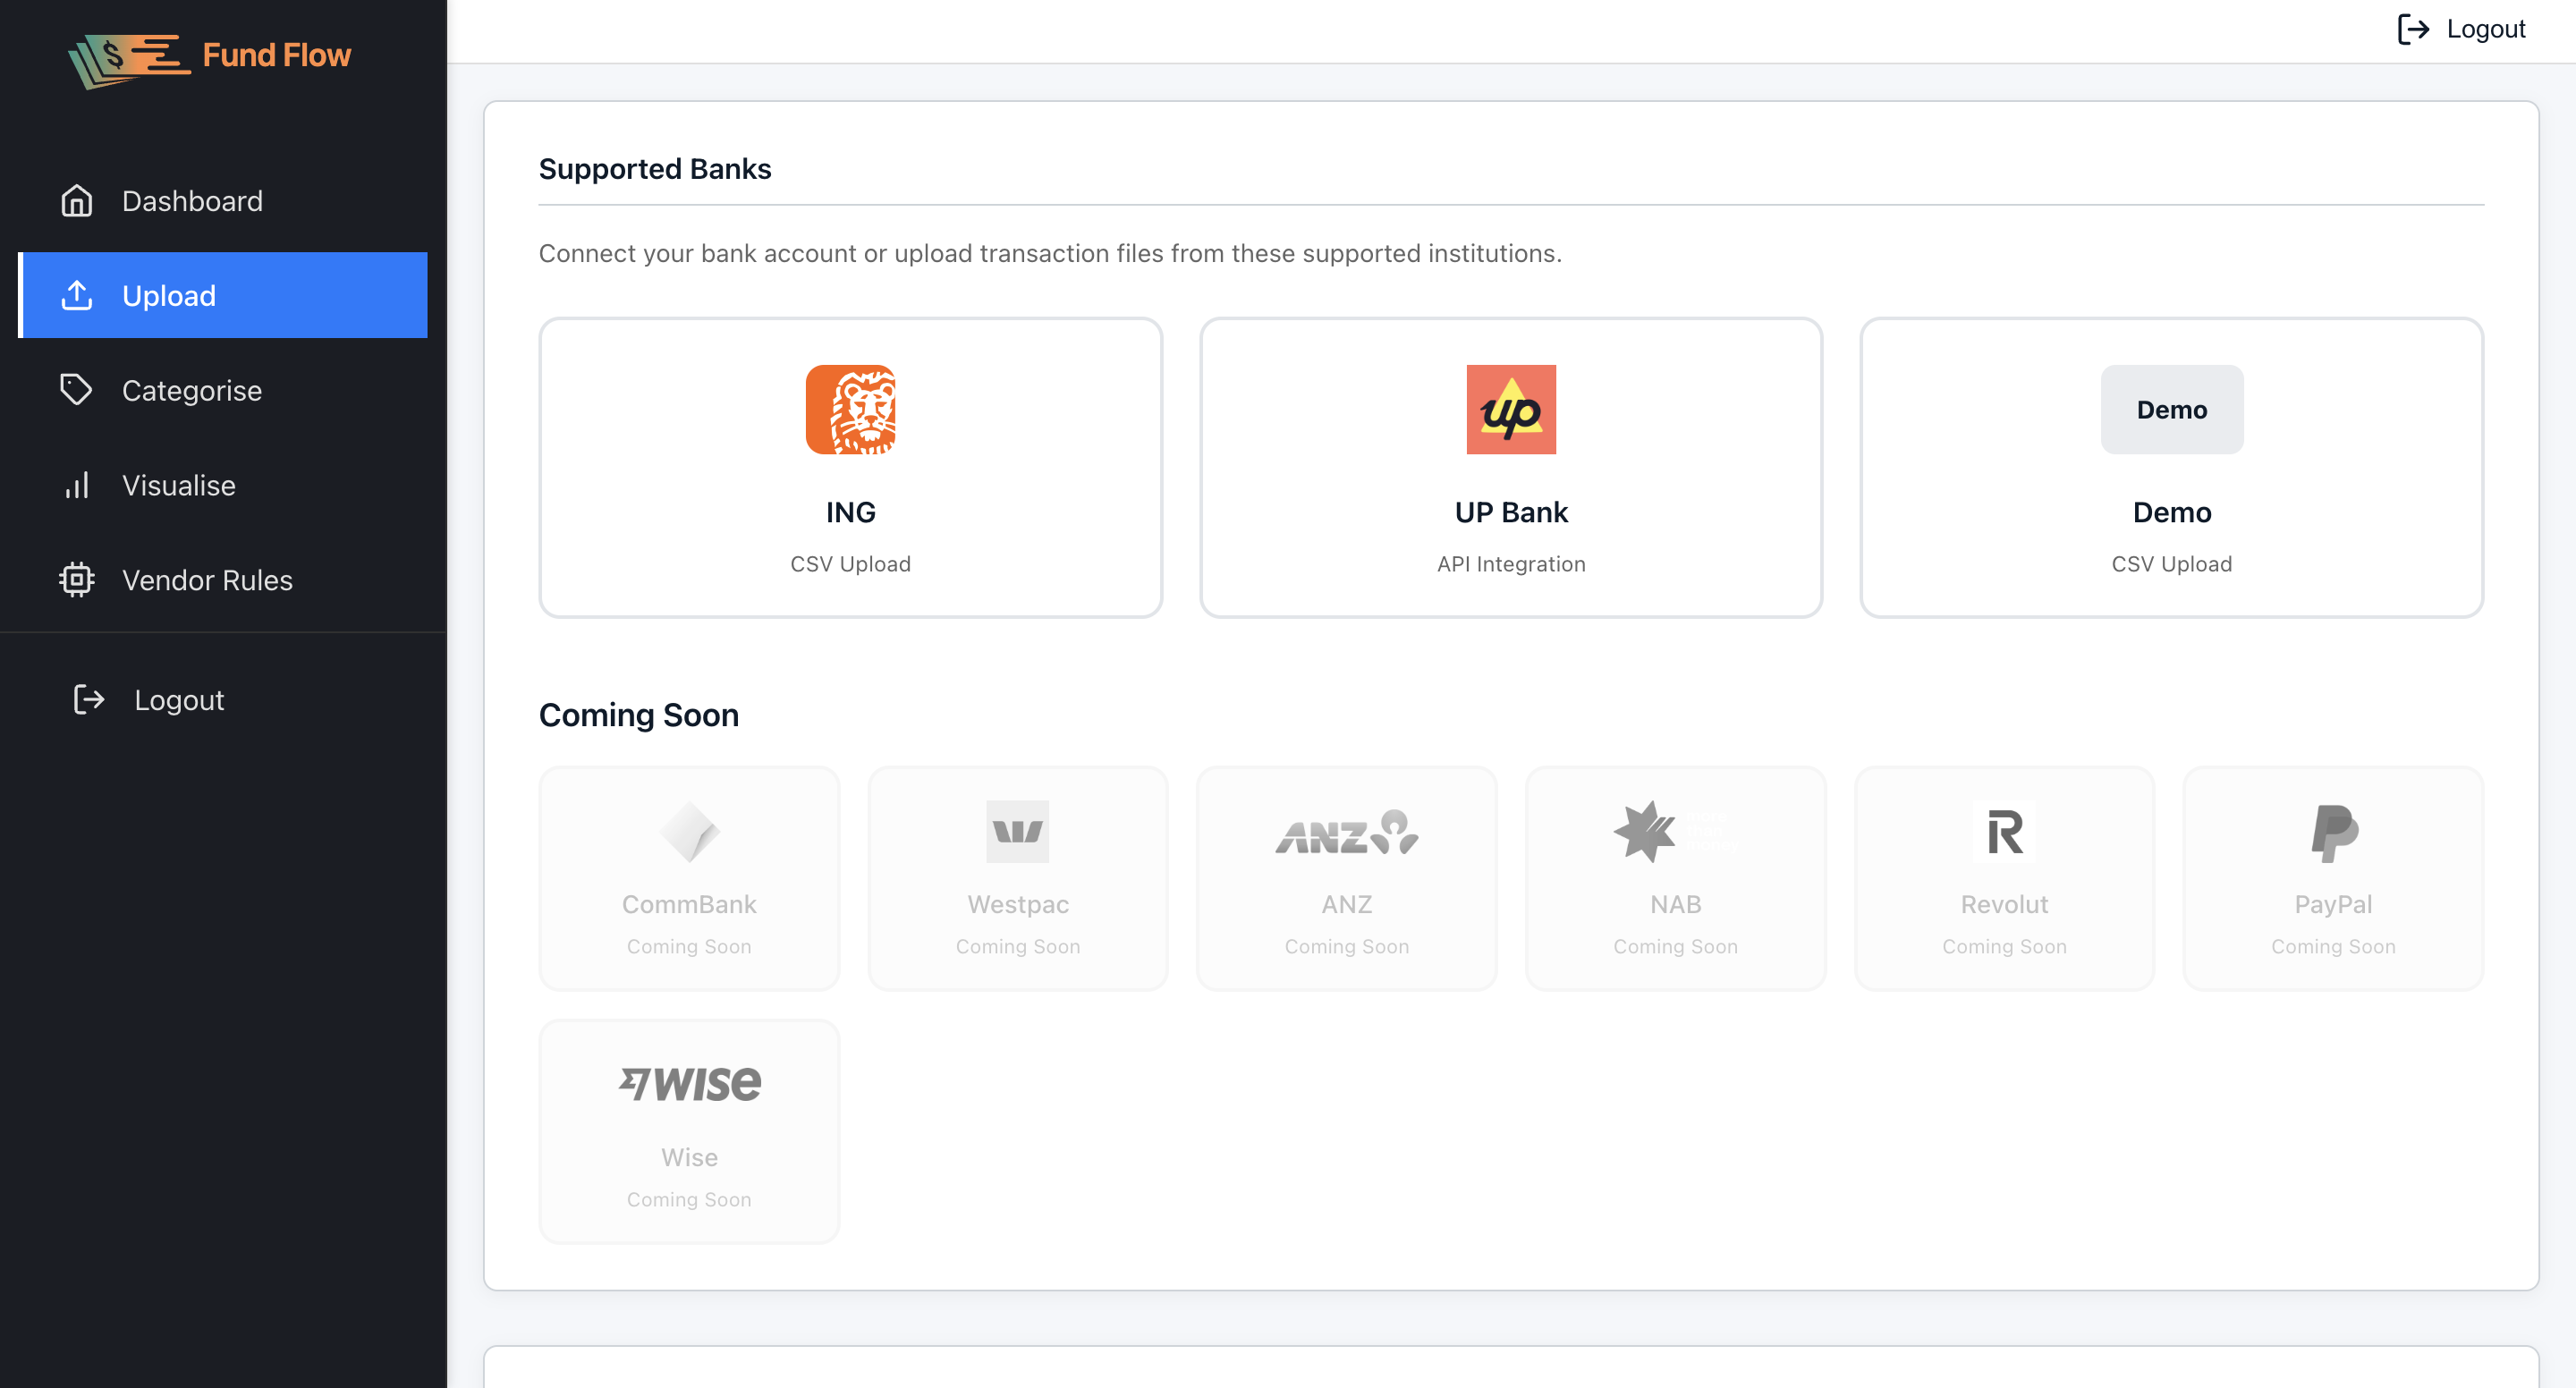 $ Fund Flow
Logout
Dashboard
Upload
Categorise
Visualise
Vendor Rules
Logout
Supported Banks
Connect your bank account or upload transaction files from these supported institutions.
up
Demo
ING
UP Bank
Demo
CSV Upload
API Integration
CSV Upload
Coming Soon
ANZ
R
P
CommBank
Westpac
ANZ
NAB
Revolut
PayPal
Coming Soon
Coming Soon
Coming Soon
Coming Soon
Coming Soon
Coming Soon
WISE
Wise
Coming Soon